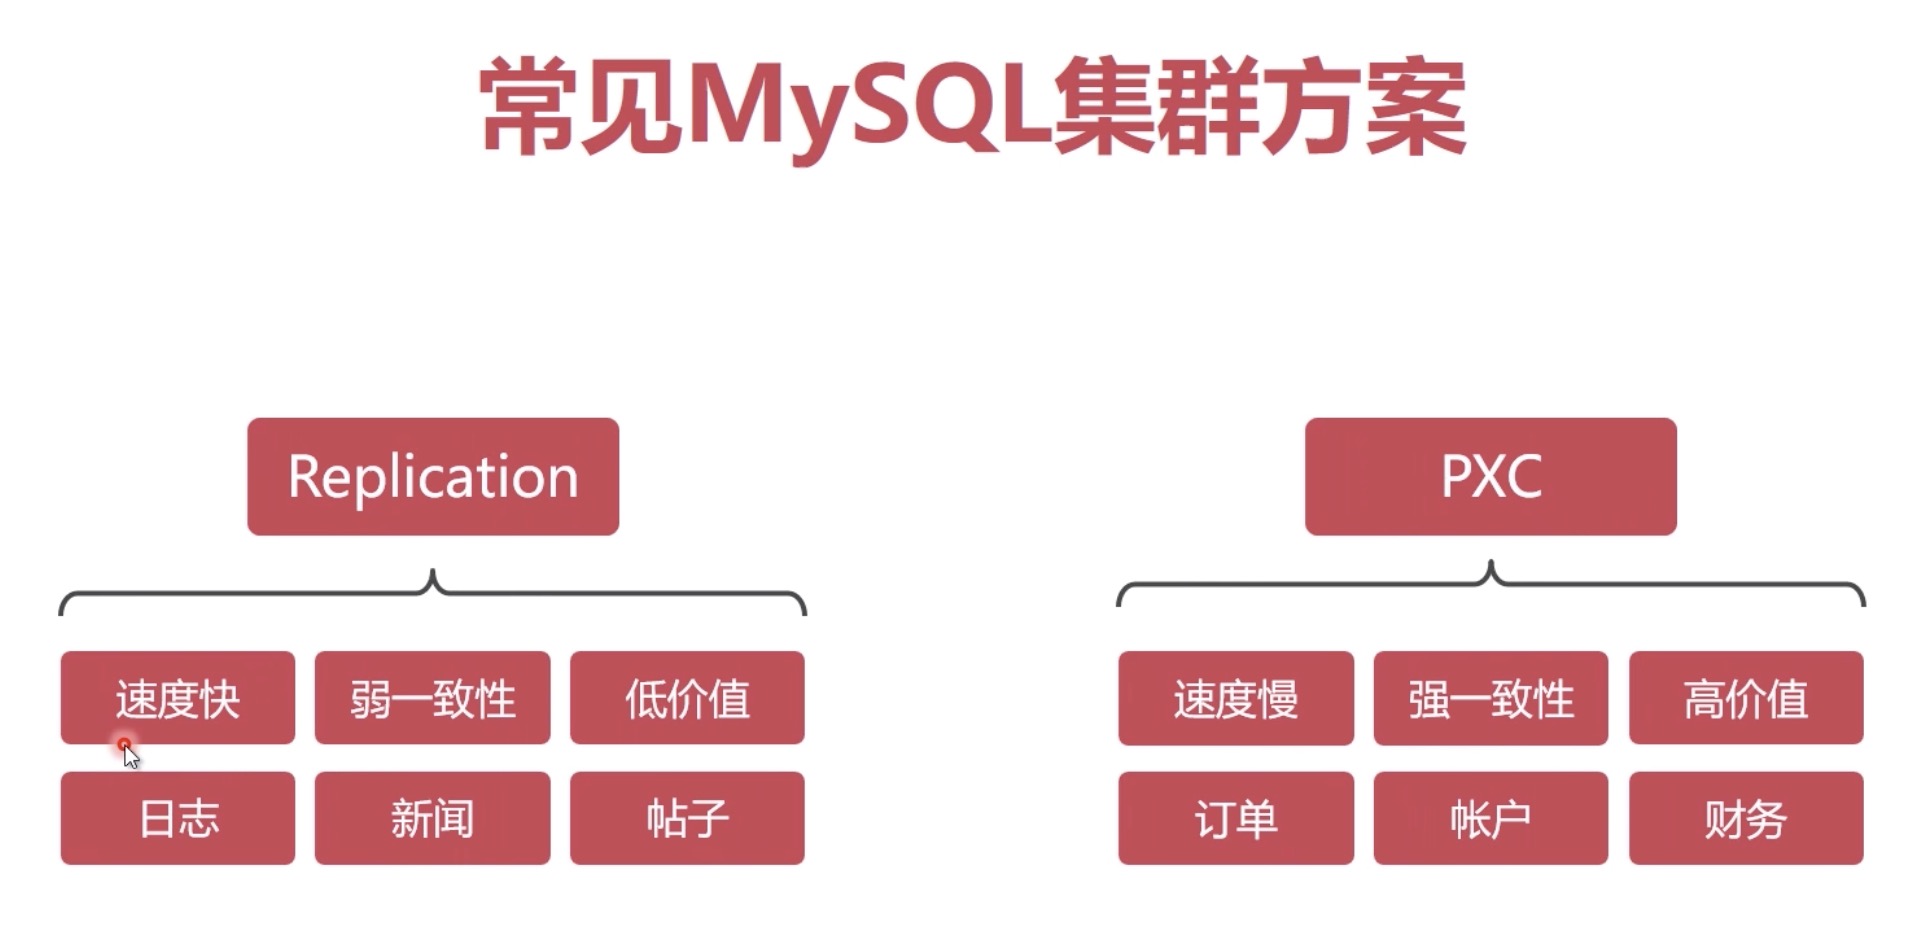 常见MySQL集群方案
Replication
速度快 弱一致性 低价值
日志 新闻 帖子
PXC
速度慢 强一致性 高价值
订单 帐户 财务